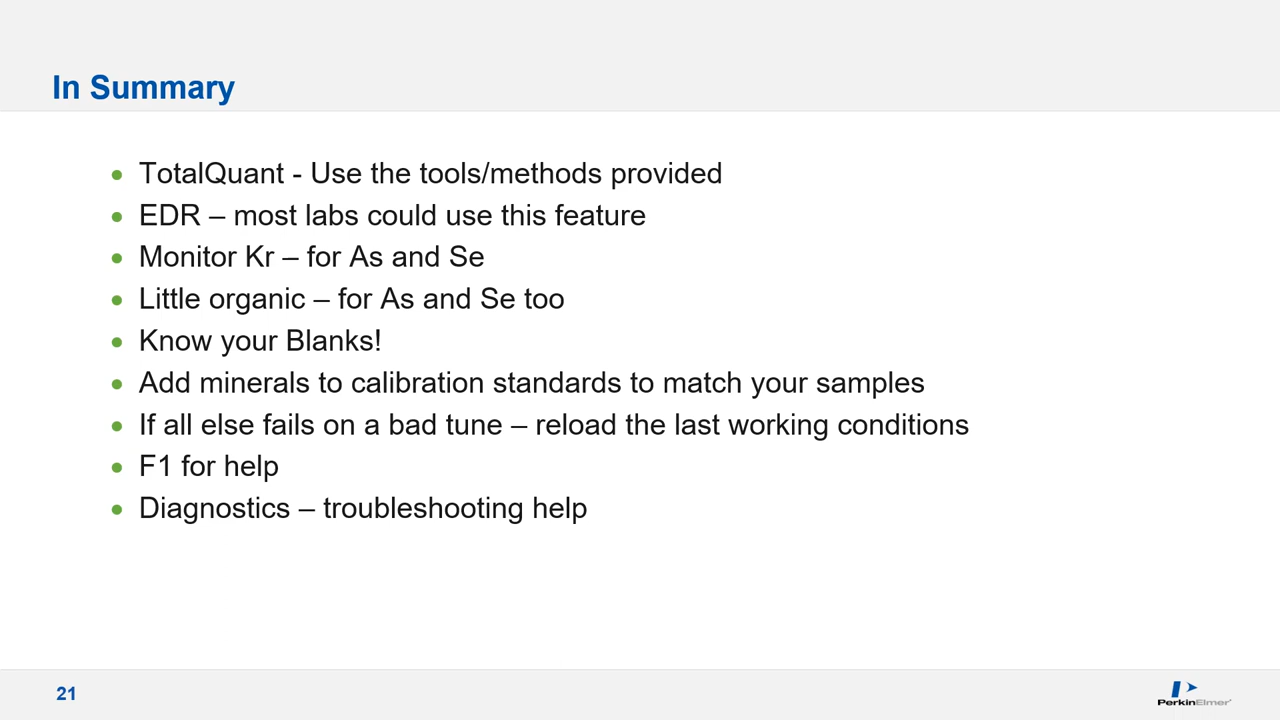 In Summary
• TotalQuant - Use the tools/methods provided
• EDR – most labs could use this feature
• Monitor Kr – for As and Se
• Little organic – for As and Se too
• Know your Blanks!
• Add minerals to calibration standards to match your samples
• If all else fails on a bad tune – reload the last working conditions
• F1 for help
• Diagnostics – troubleshooting help
21
PerkinElmer